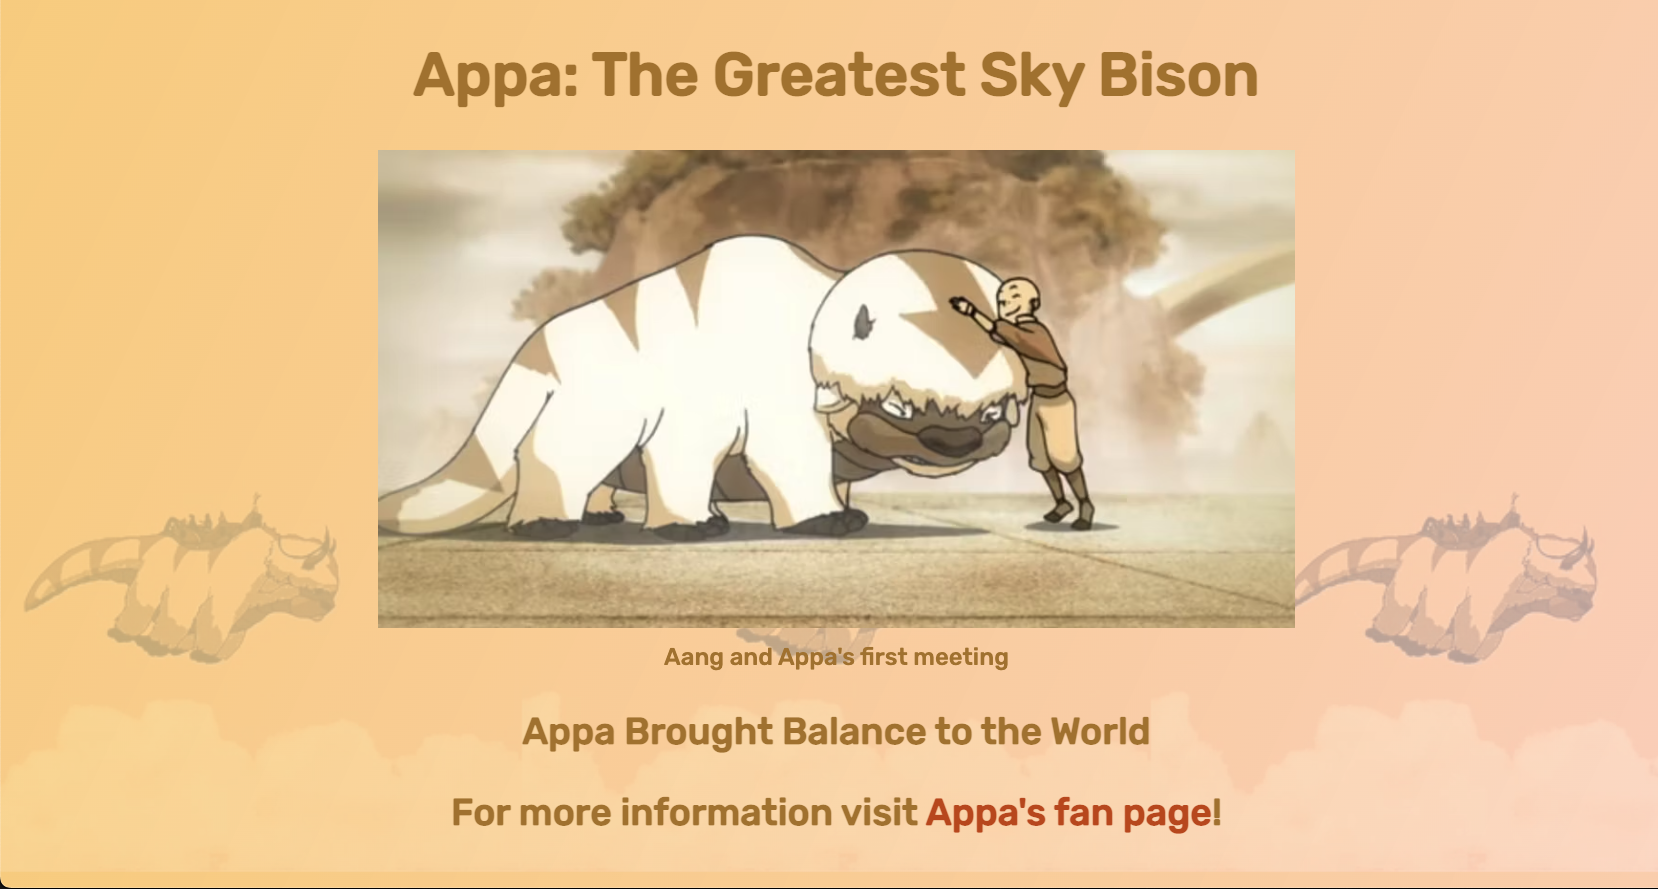 Appa: The Greatest Sky Bison
Aang and Appa's first meeting
Appa Brought Balance to the World
For more information visit Appa's fan page!